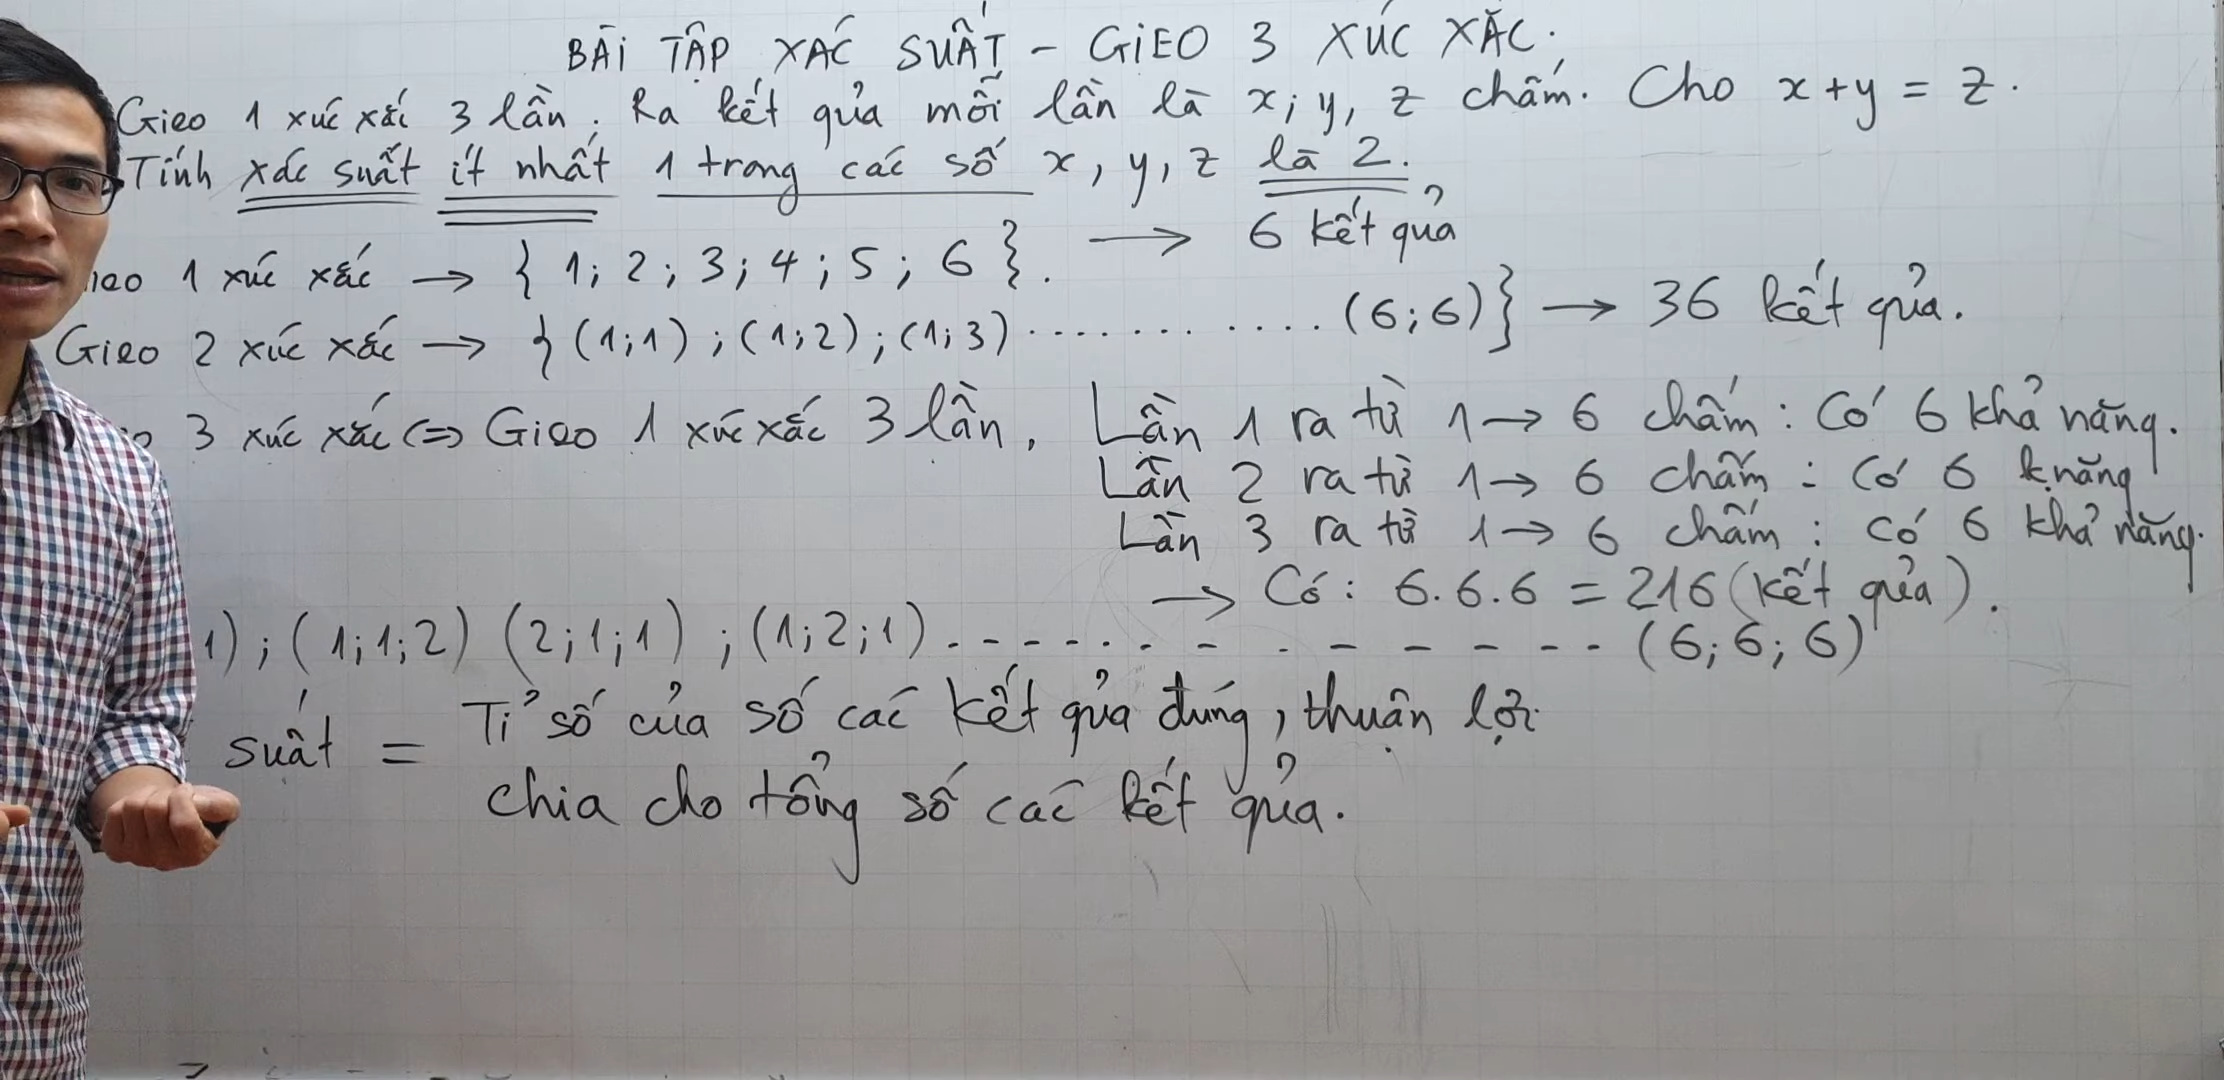 BÀI TẬP XÁC SUẤT - GIEO 3 XÚC XẮC.
Gieo 1 xúc xắc 3 lần. Ra kết quả mỗi lần là x; y, z chấm. Cho x + y = z.
Tính xác suất ít nhất 1 trong các số x, y, z là 2.
ieo 1 xúc xắc → { 1; 2; 3; 4; 5; 6 }. → 6 kết quả
Gieo 2 xúc xắc → { (1;1); (1;2); (1;3) ............ (6;6)} → 36 kết quả.
3 xúc xắc <=> Gieo 1 xúc xắc 3 lần, Lần 1 ra từ 1 → 6 chấm: Có 6 khả năng.
Lần 2 ra từ 1 → 6 chấm: Có 6 k.năng
Lần 3 ra từ 1 → 6 chấm: có 6 khả năng.
→ Có: 6.6.6 = 216 (kết quả).
1); (1;1;2) (2;1;1); (1;2;1) ------------ (6;6;6)
suất = Tỉ số của số các kết quả đúng, thuận lợi
chia cho tổng số các kết quả.